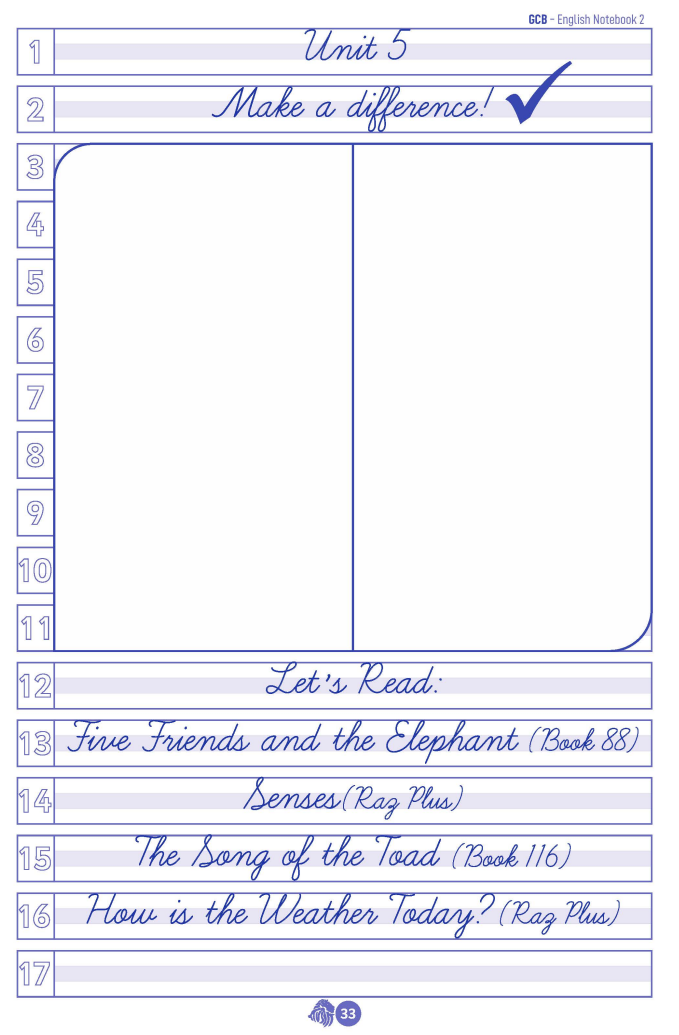 GCB - English Notebook 2
1 Unit 5
2 Make a difference!
3
4
5
6
7
8
9
10
11
12 Let's Read:
13 Five Friends and the Elephant (Book 88)
14 Senses (Raz Plus)
15 The Song of the Toad (Book 116)
16 How is the Weather Today? (Raz Plus)
17
33